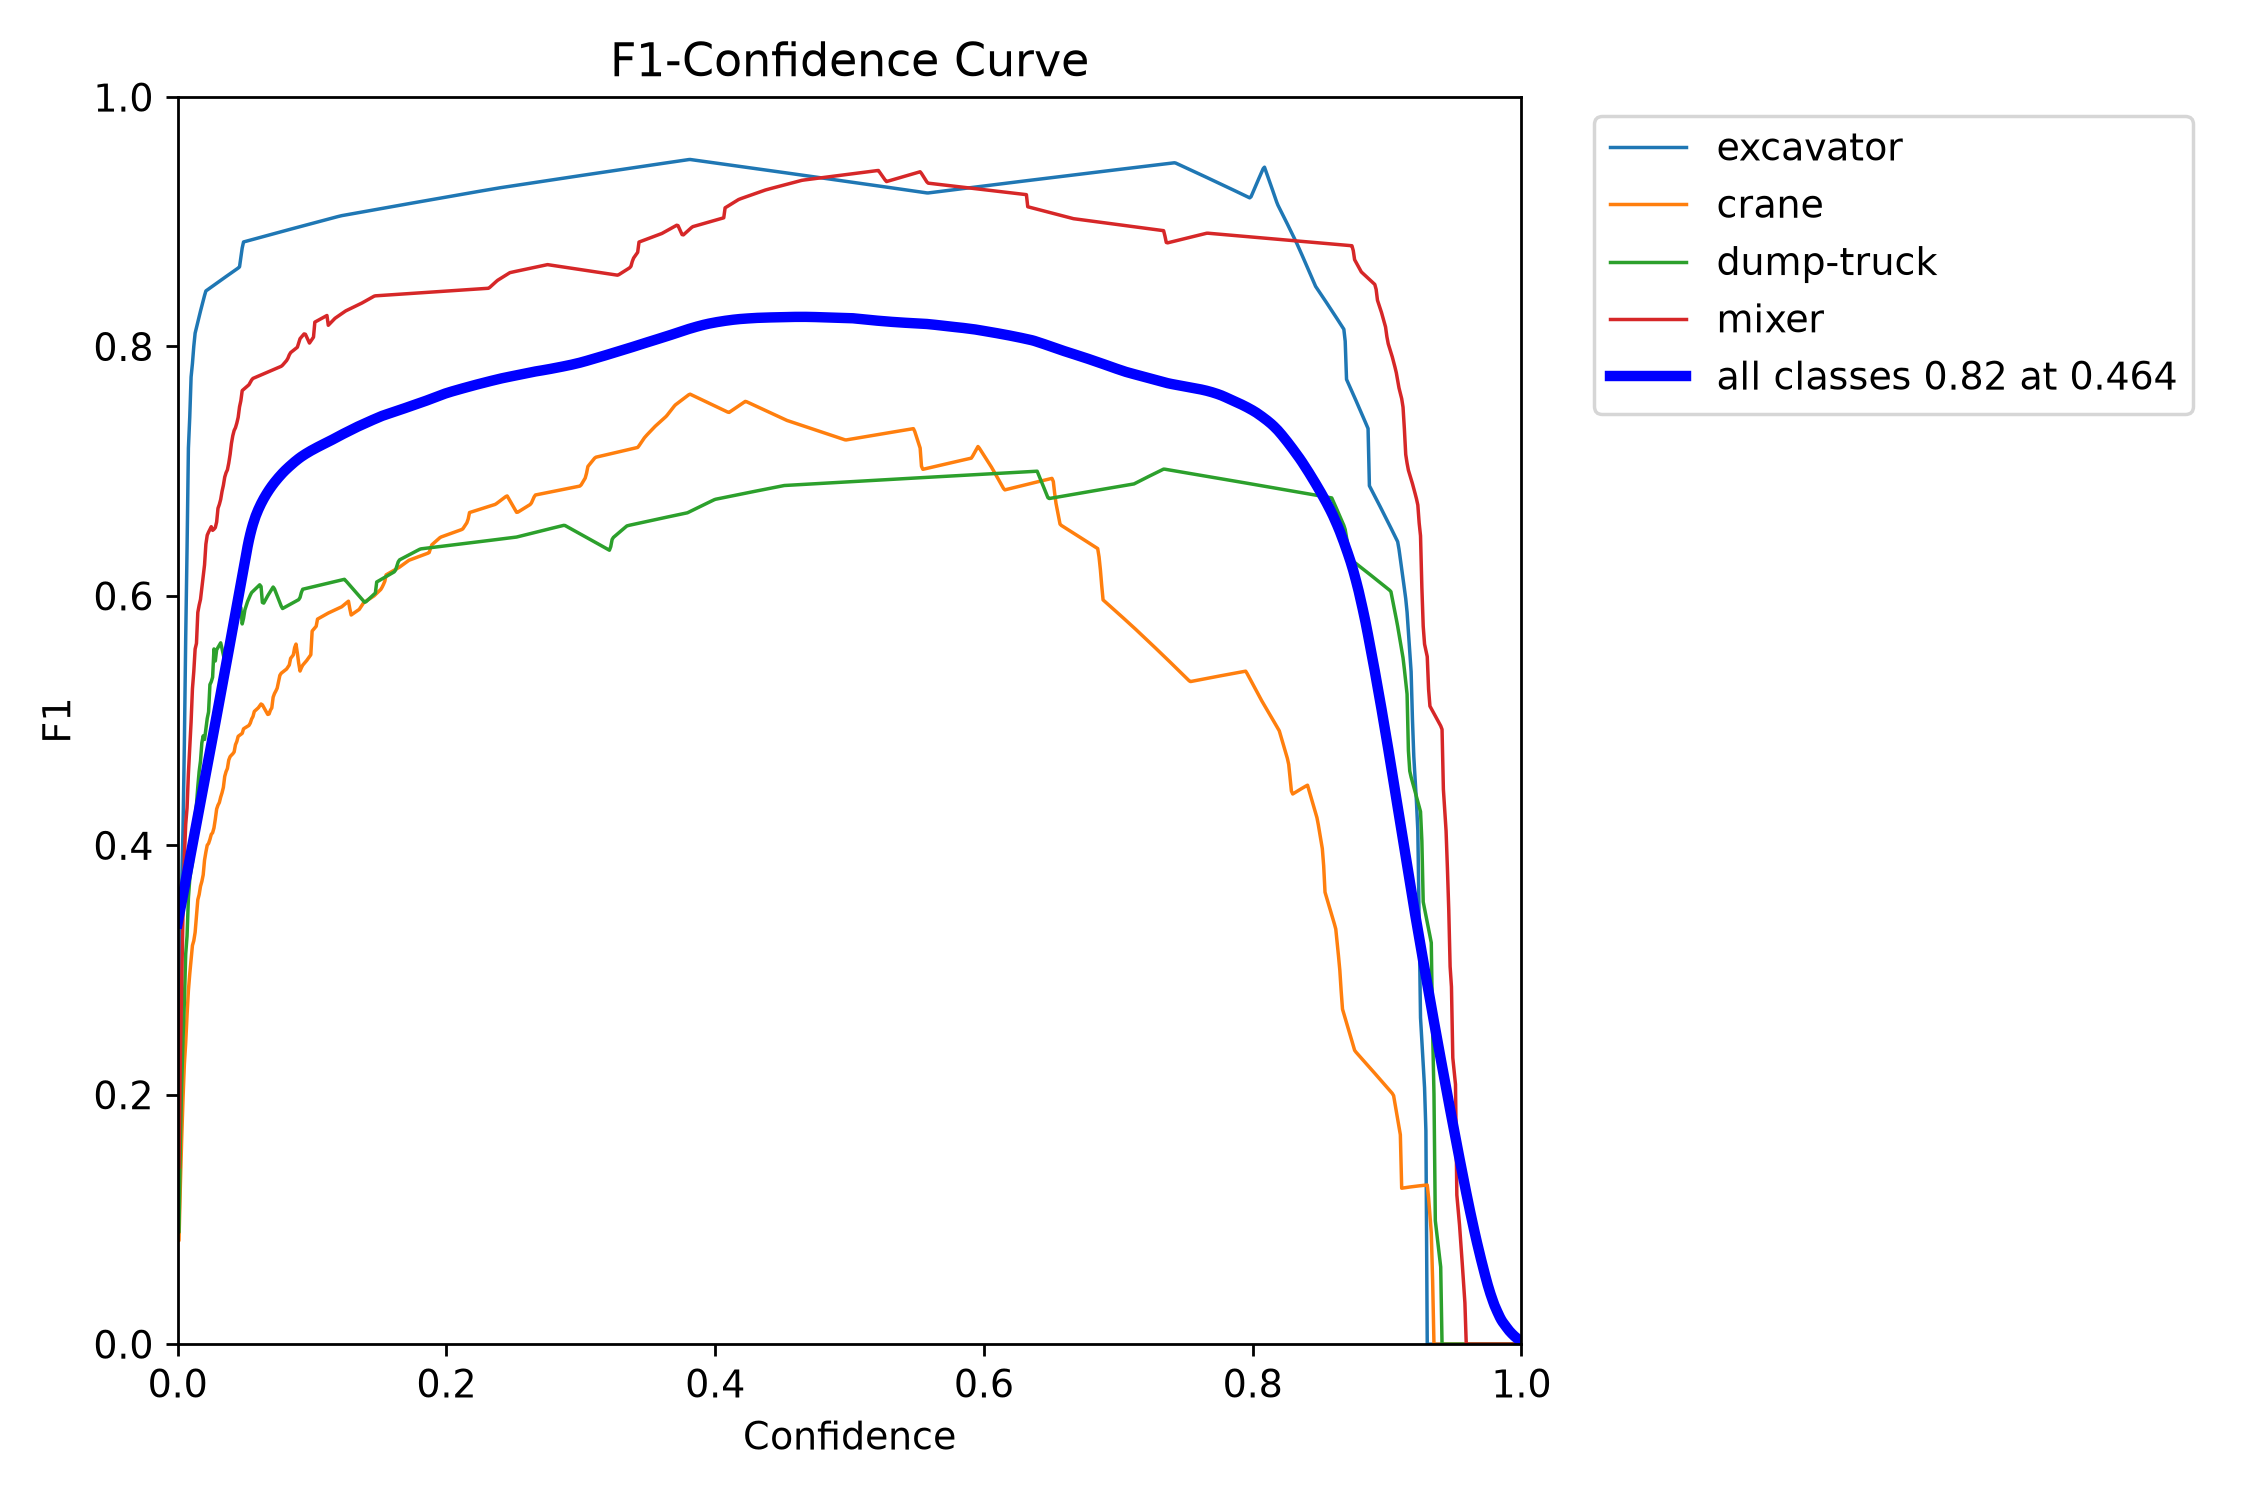 F1-Confidence Curve
1.0
0.8
0.6
0.4
0.2
0.0
F1
0.0 0.2 0.4 0.6 0.8 1.0
Confidence
excavator
crane
dump-truck
mixer
all classes 0.82 at 0.464